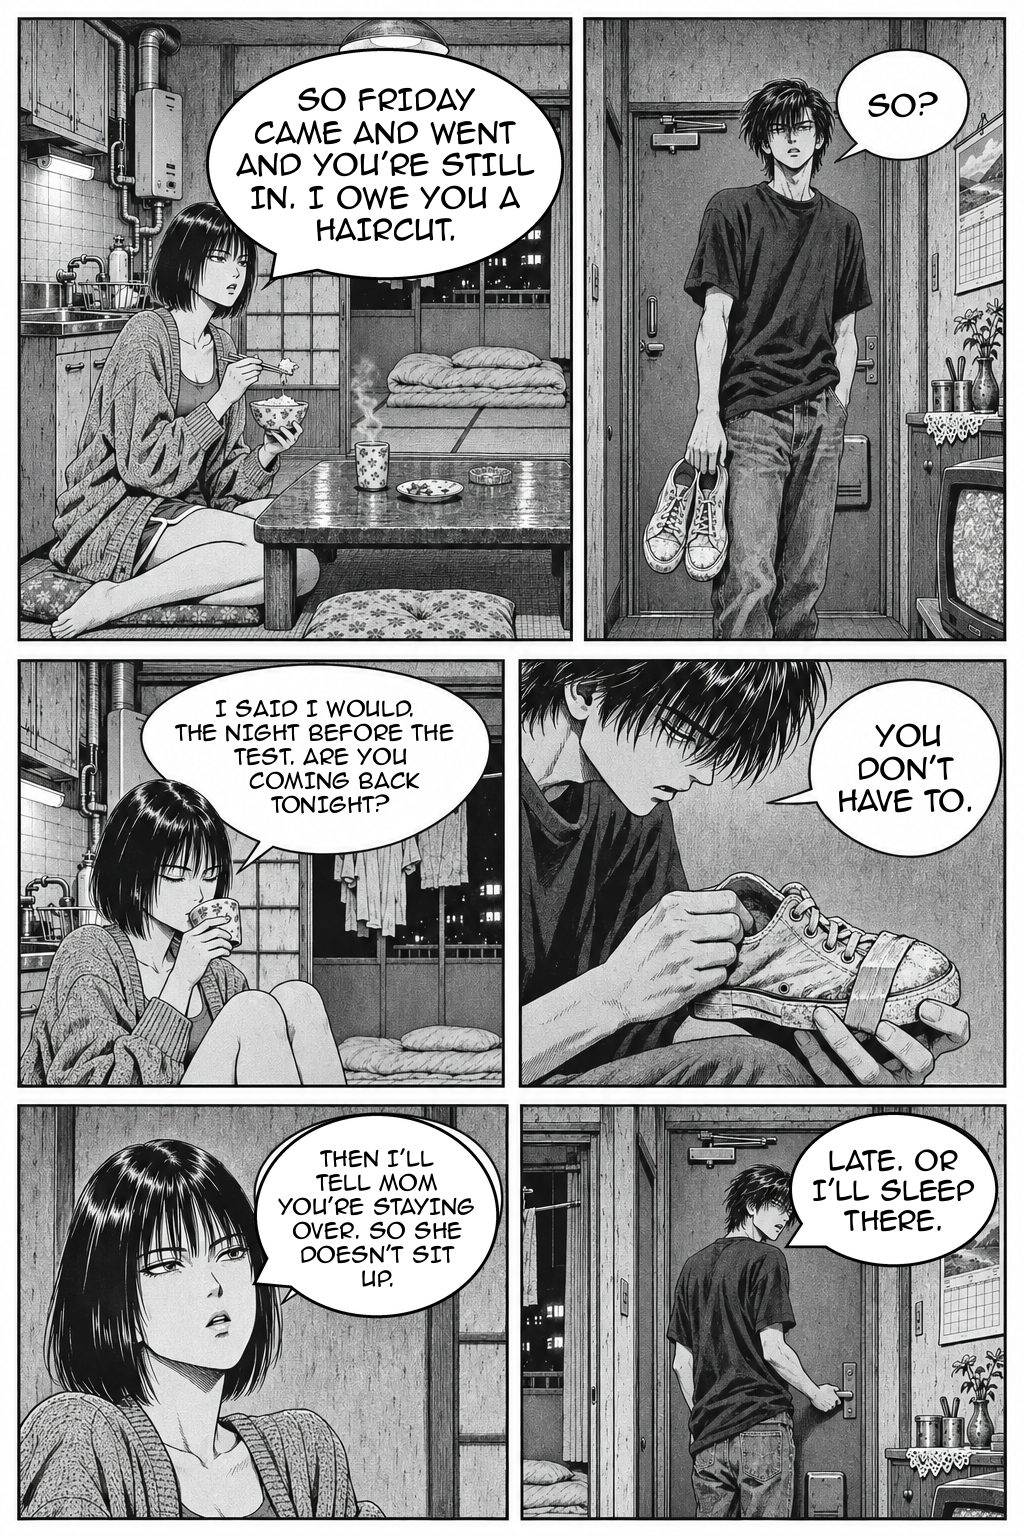 SO FRIDAY
CAME AND WENT
AND YOU'RE STILL
IN. I OWE YOU A
HAIRCUT.
SO?
I SAID I WOULD.
THE NIGHT BEFORE THE
TEST. ARE YOU
COMING BACK
TONIGHT?
YOU
DON'T
HAVE TO.
THEN I'LL
TELL MOM
YOU'RE STAYING
OVER. SO SHE
DOESN'T SIT
UP.
LATE. OR
I'LL SLEEP
THERE.